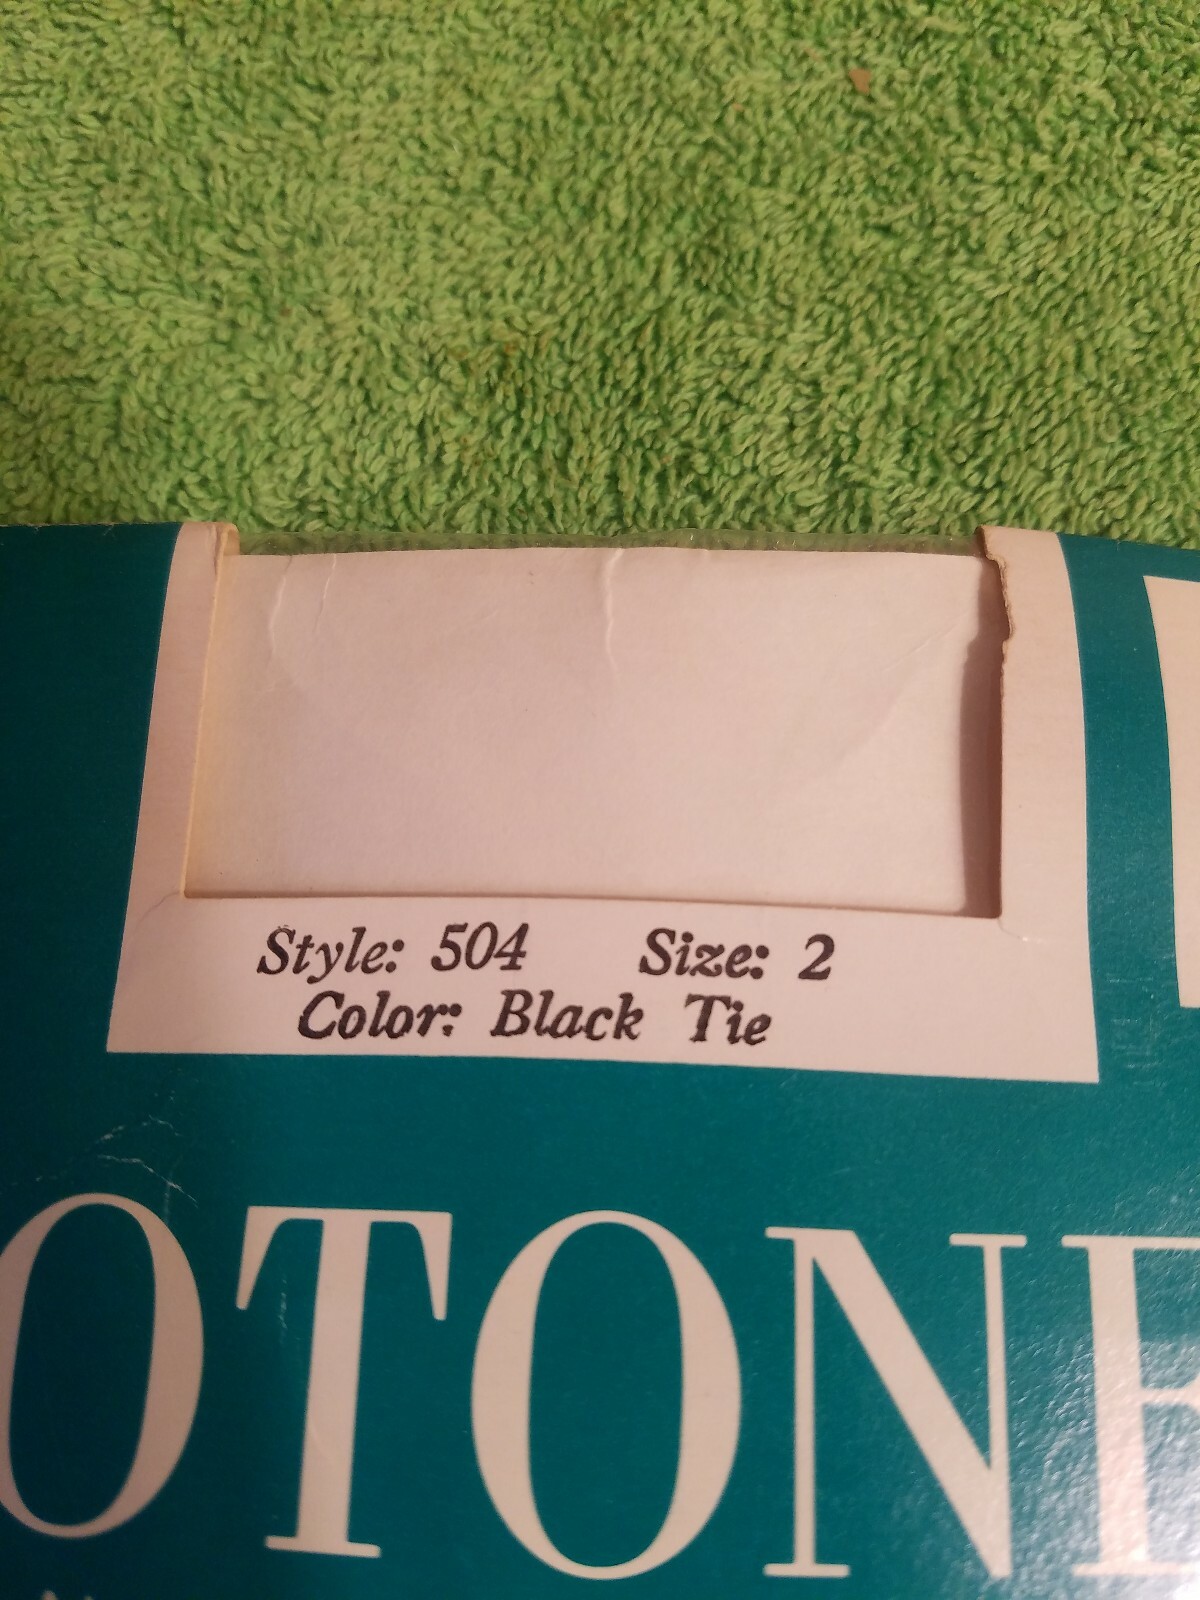 Style: 504 Size: 2
Color: Black Tie
OTONE